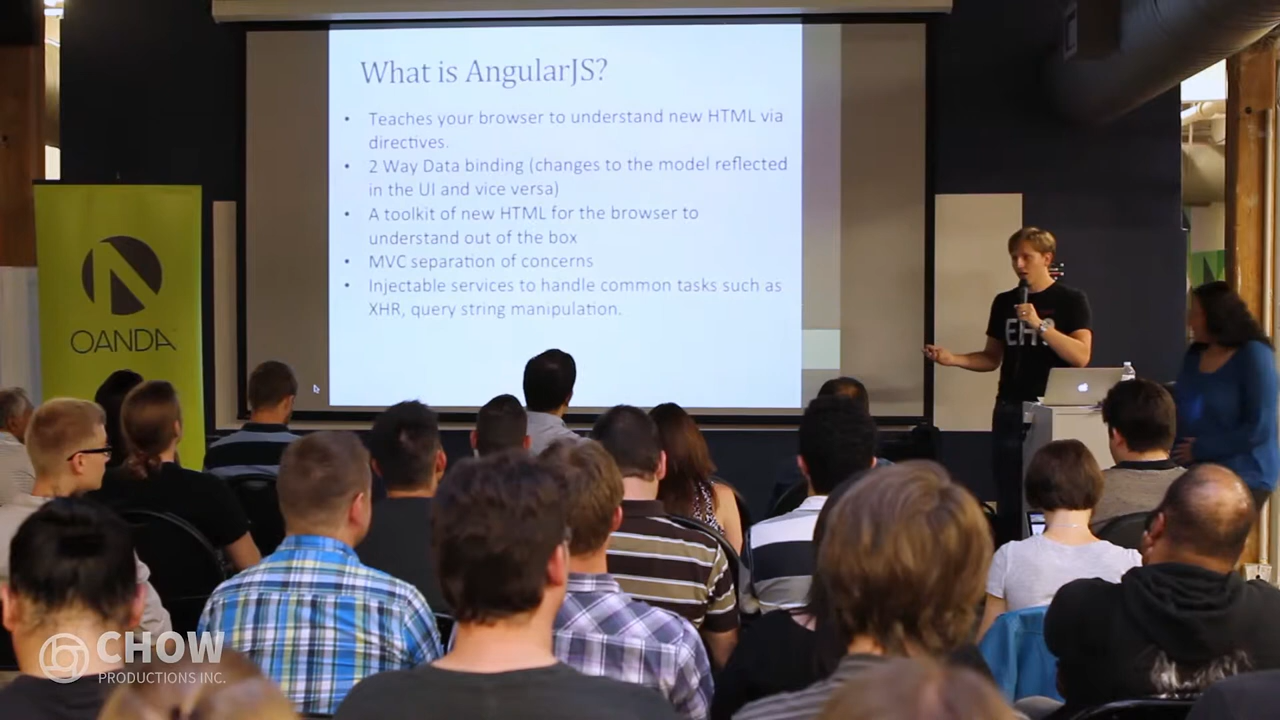 What is AngularJS?
• Teaches your browser to understand new HTML via
directives.
• 2 Way Data binding (changes to the model reflected
in the UI and vice versa)
• A toolkit of new HTML for the browser to
understand out of the box
• MVC separation of concerns
• Injectable services to handle common tasks such as
XHR, query string manipulation.
OANDA
CHOW
PRODUCTIONS INC.